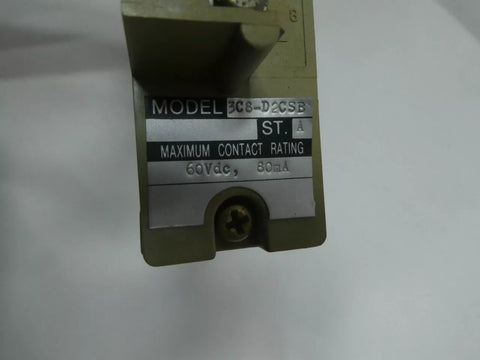 G
MODEL 3C8-D2CSB
ST. A
MAXIMUM CONTACT RATING
60Vdc, 80mA